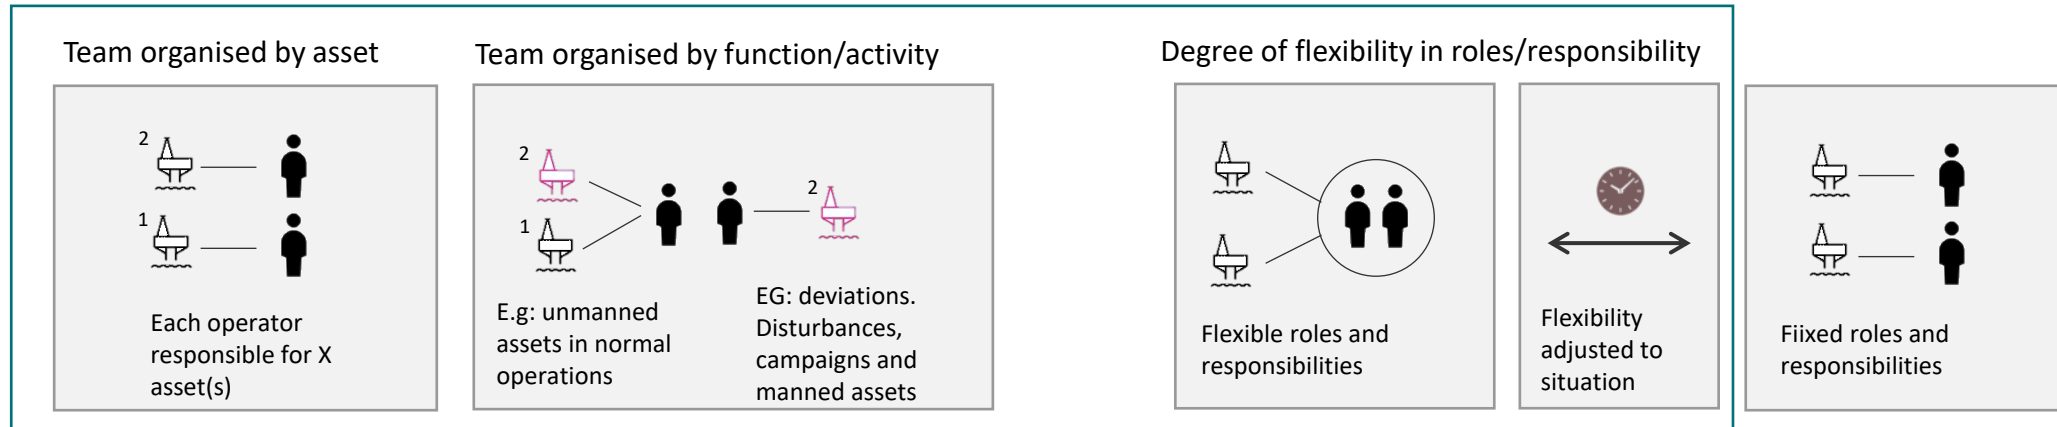 Team organised by asset
2
1
Each operator
responsible for X
asset(s)
Team organised by function/activity
2
1
2
E.g: unmanned
assets in normal
operations
EG: deviations.
Disturbances,
campaigns and
manned assets
Degree of flexibility in roles/responsibility
Flexible roles and
responsibilities
Flexibility
adjusted to
situation
Fiixed roles and
responsibilities